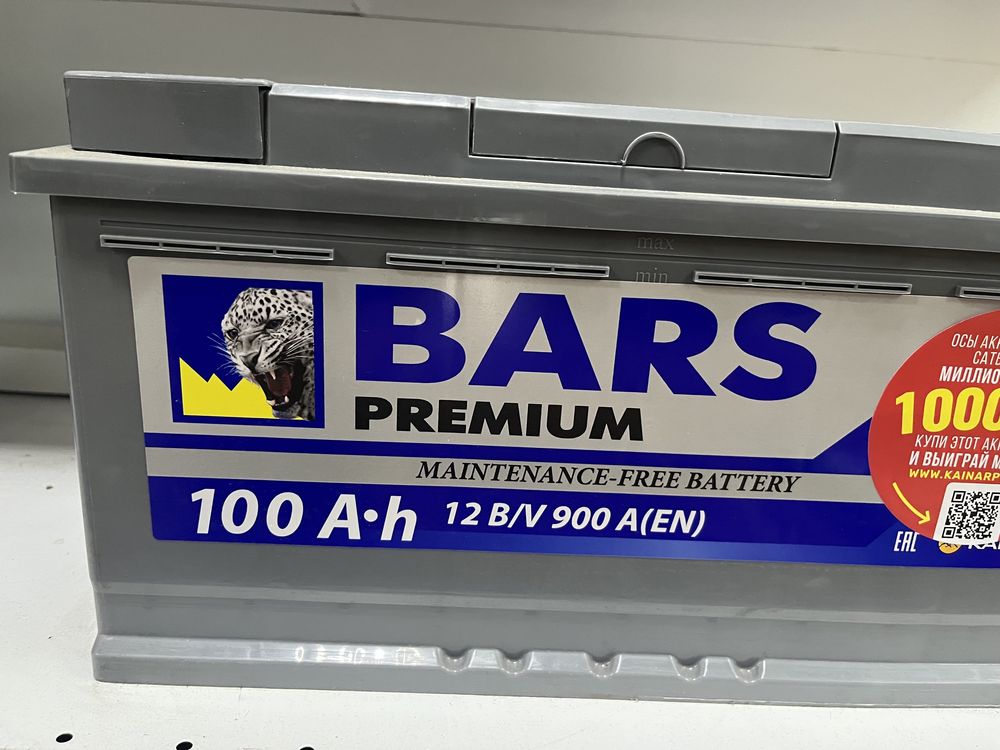 max
min
BARS
PREMIUM
MAINTENANCE-FREE BATTERY
100 A•h
12 B/V 900 A(EN)
ОСЫ
МИЛЛИО
1000
КУПИ ЭТОТ
И ВЫИГРАЙ
WWW.KAINARP
EAC